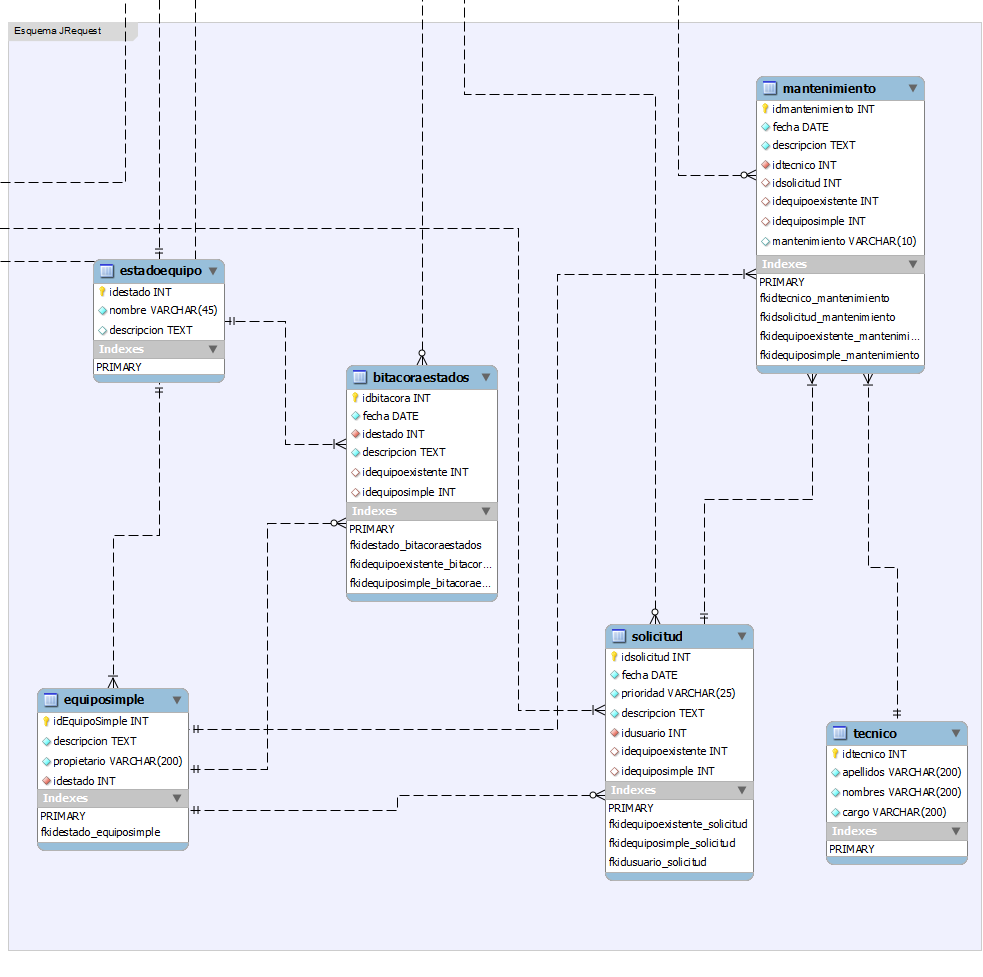 Esquema JRequest
mantenimiento
idmantenimiento INT
fecha DATE
descripcion TEXT
idtecnico INT
idsolicitud INT
idequipoexistente INT
idequiposimple INT
mantenimiento VARCHAR(10)
Indexes
PRIMARY
fkidtecnico_mantenimiento
fkidsolicitud_mantenimiento
fkidequipoexistente_mantenimi...
fkidequiposimple_mantenimiento
estadoequipo
idestado INT
nombre VARCHAR(45)
descripcion TEXT
Indexes
PRIMARY
bitacoraestados
idbitacora INT
fecha DATE
idestado INT
descripcion TEXT
idequipoexistente INT
idequiposimple INT
Indexes
PRIMARY
fkidestado_bitacoraestados
fkidequipoexistente_bitacor...
fkidequiposimple_bitacorae...
solicitud
idsolicitud INT
fecha DATE
prioridad VARCHAR(25)
descripcion TEXT
idusuario INT
idequipoexistente INT
idequiposimple INT
Indexes
PRIMARY
fkidequipoexistente_solicitud
fkidequiposimple_solicitud
fkidusuario_solicitud
equiposimple
idEquipoSimple INT
descripcion TEXT
propietario VARCHAR(200)
idestado INT
Indexes
PRIMARY
fkidestado_equiposimple
tecnico
idtecnico INT
apellidos VARCHAR(200)
nombres VARCHAR(200)
cargo VARCHAR(200)
Indexes
PRIMARY